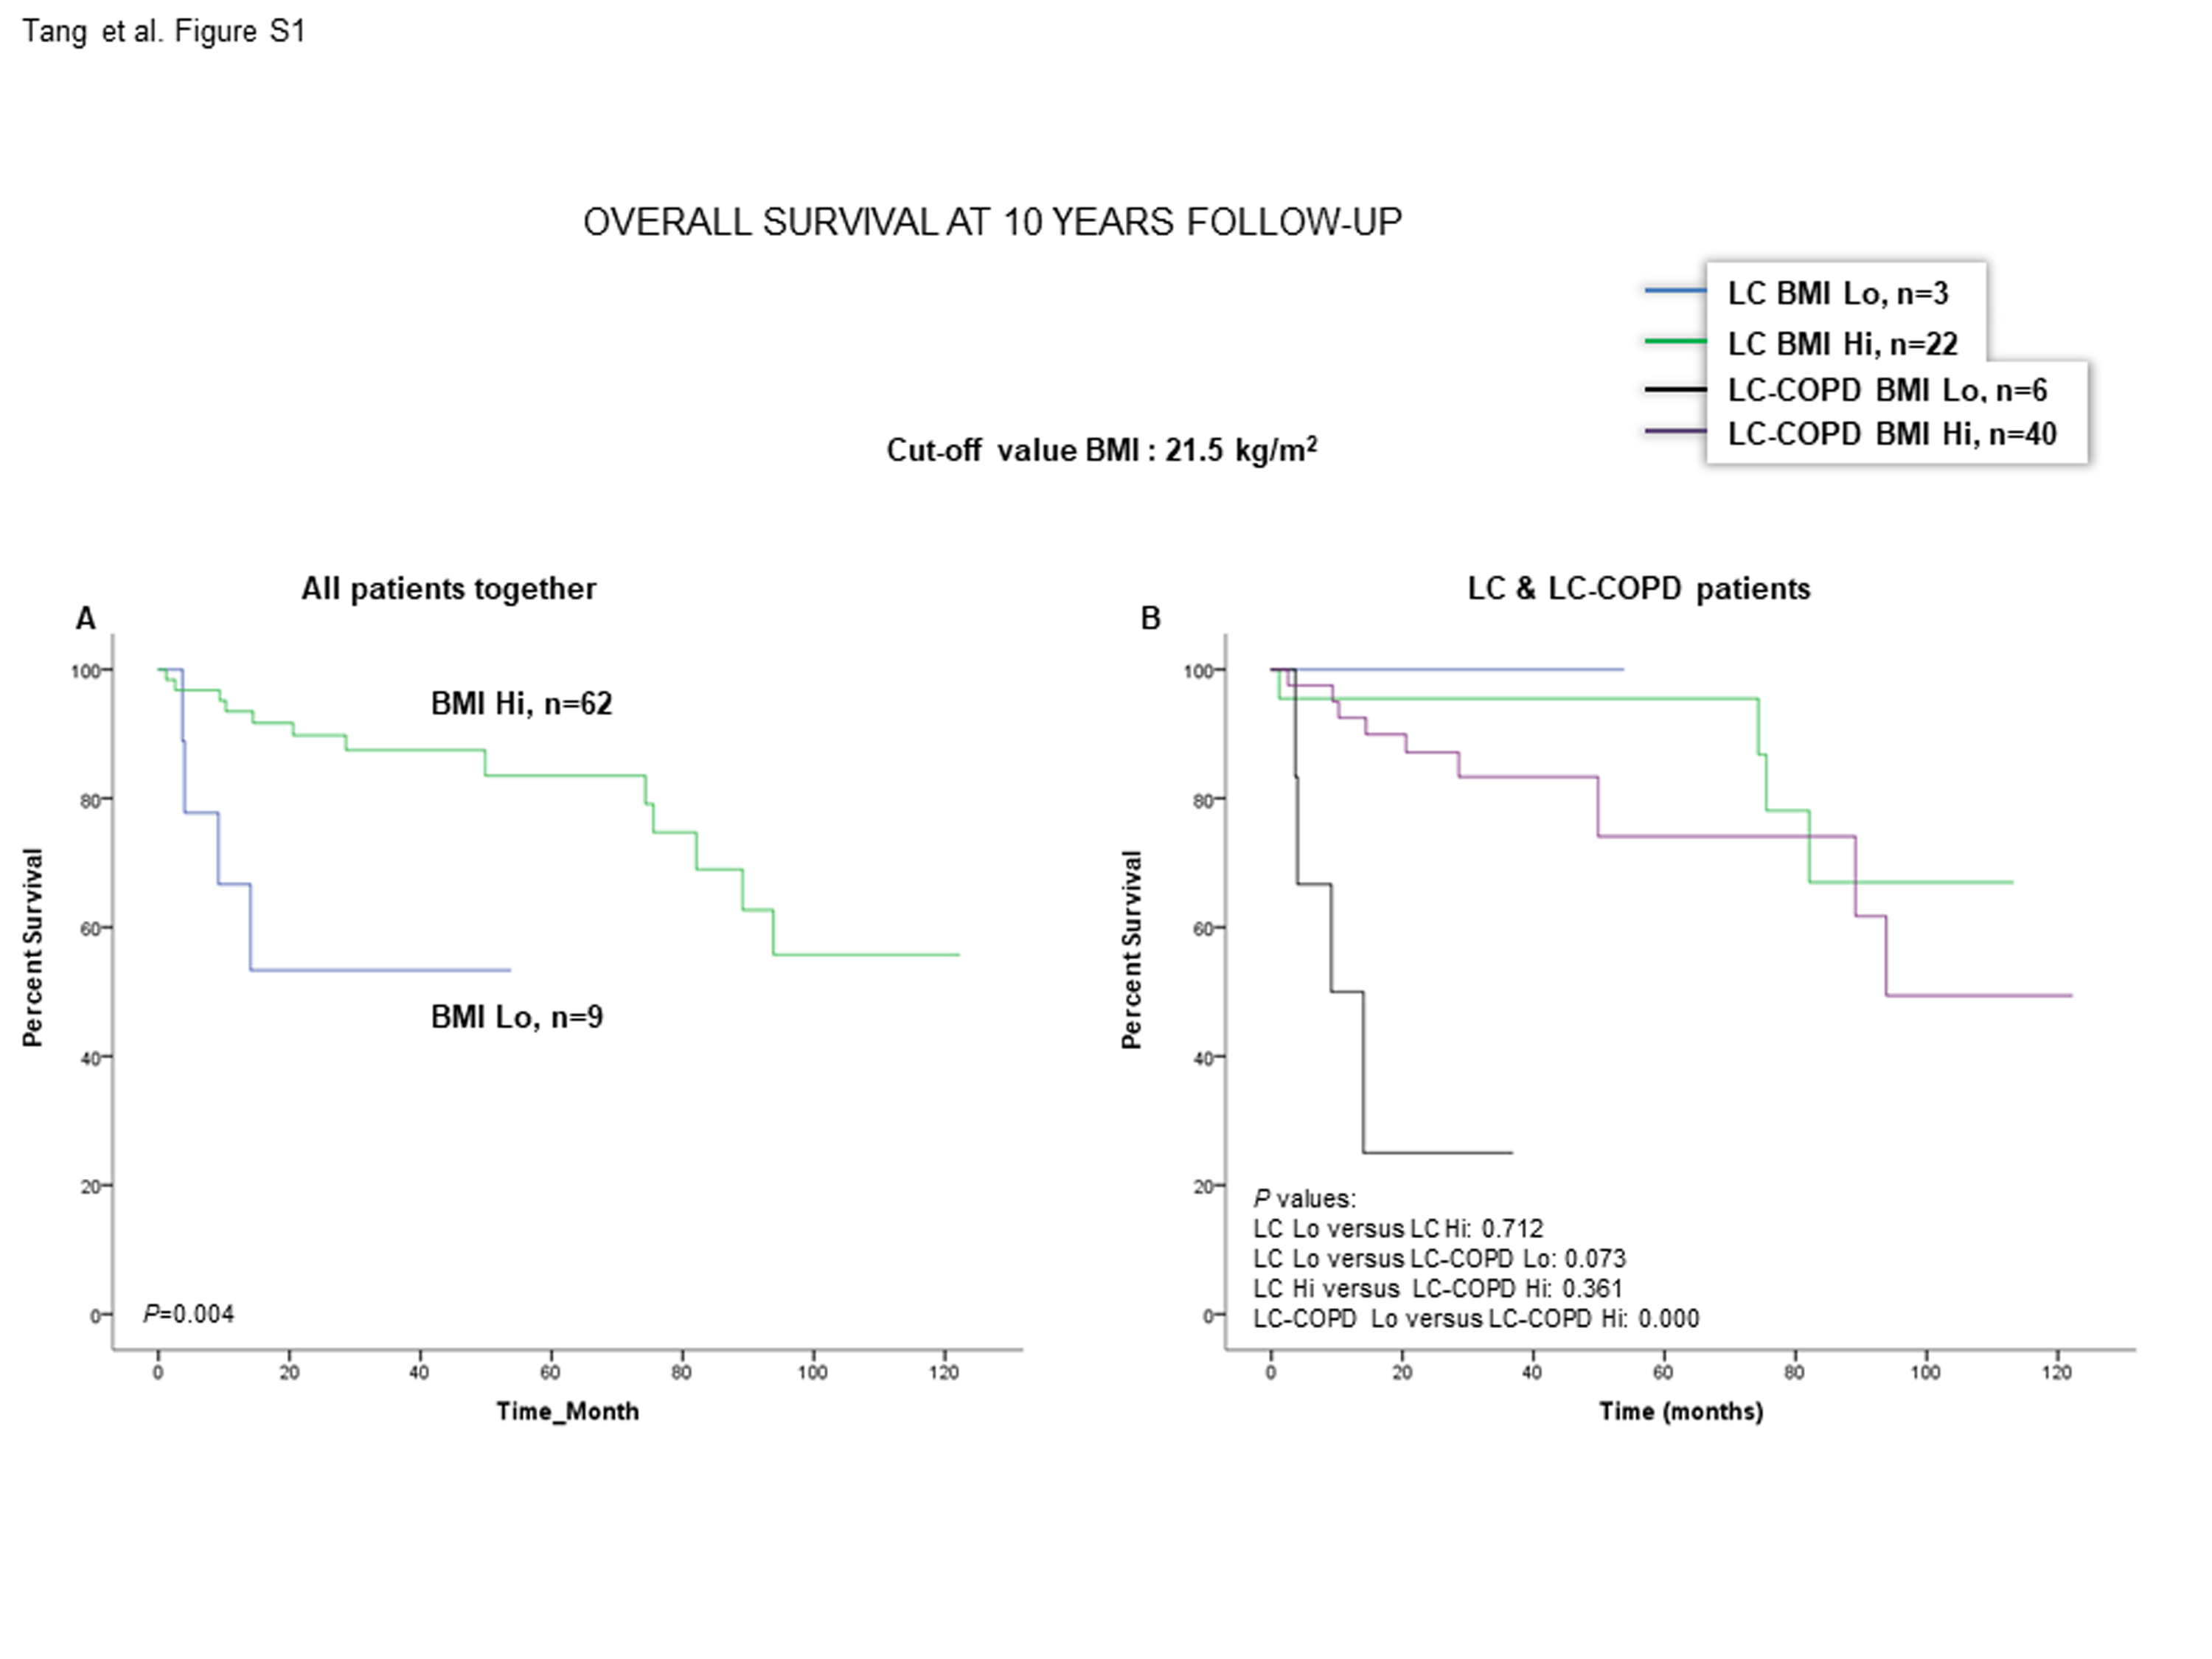 Tang et al. Figure S1
OVERALL SURVIVAL AT 10 YEARS FOLLOW-UP
LC BMI Lo, n=3
LC BMI Hi, n=22
LC-COPD BMI Lo, n=6
LC-COPD BMI Hi, n=40
Cut-off value BMI : 21.5 kg/m²
All patients together
A
100
80
60
40
20
0
Percent Survival
BMI Hi, n=62
BMI Lo, n=9
P=0.004
0 20 40 60 80 100 120
Time_Month
LC & LC-COPD patients
B
100
80
60
40
20
0
Percent Survival
P values:
LC Lo versus LC Hi: 0.712
LC Lo versus LC-COPD Lo: 0.073
LC Hi versus LC-COPD Hi: 0.361
LC-COPD Lo versus LC-COPD Hi: 0.000
0 20 40 60 80 100 120
Time (months)